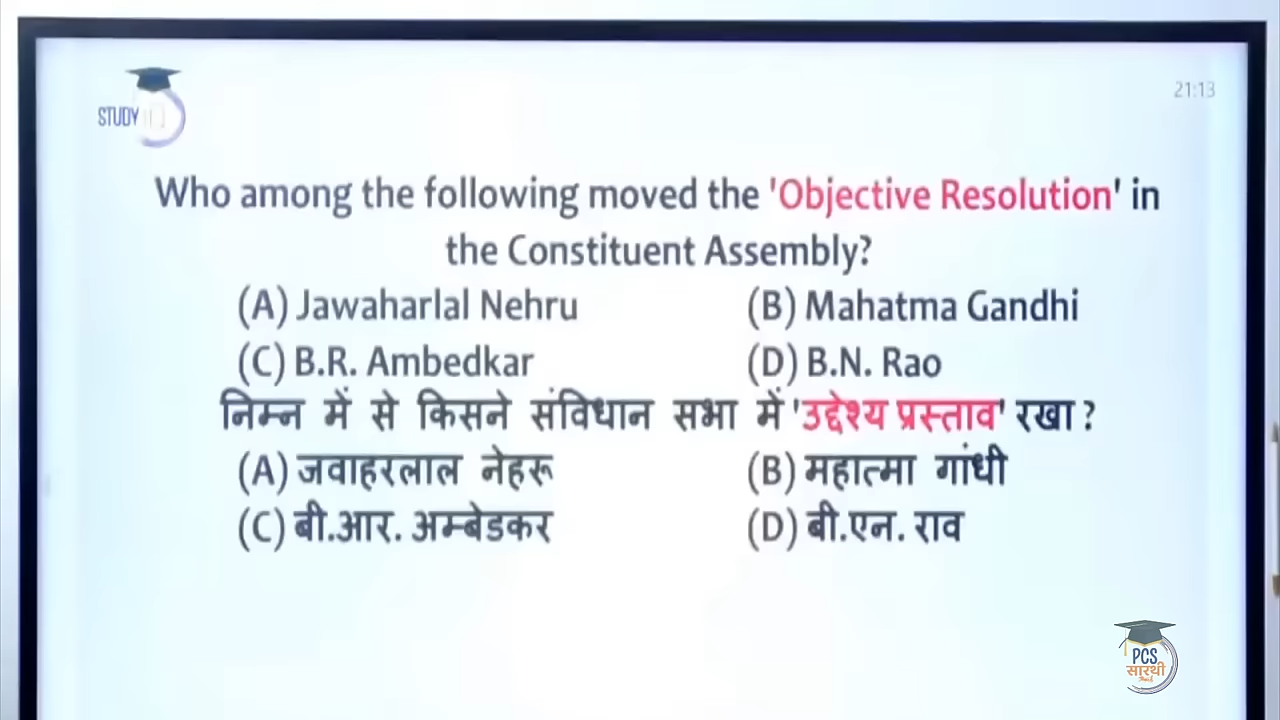 STUDY
21:13
Who among the following moved the 'Objective Resolution' in
the Constituent Assembly?
(A) Jawaharlal Nehru (B) Mahatma Gandhi
(C) B.R. Ambedkar (D) B.N. Rao
निम्न में से किसने संविधान सभा में 'उद्देश्य प्रस्ताव' रखा ?
(A) जवाहरलाल नेहरू (B) महात्मा गांधी
(C) बी.आर. अम्बेडकर (D) बी.एन. राव
PCS
सारथी